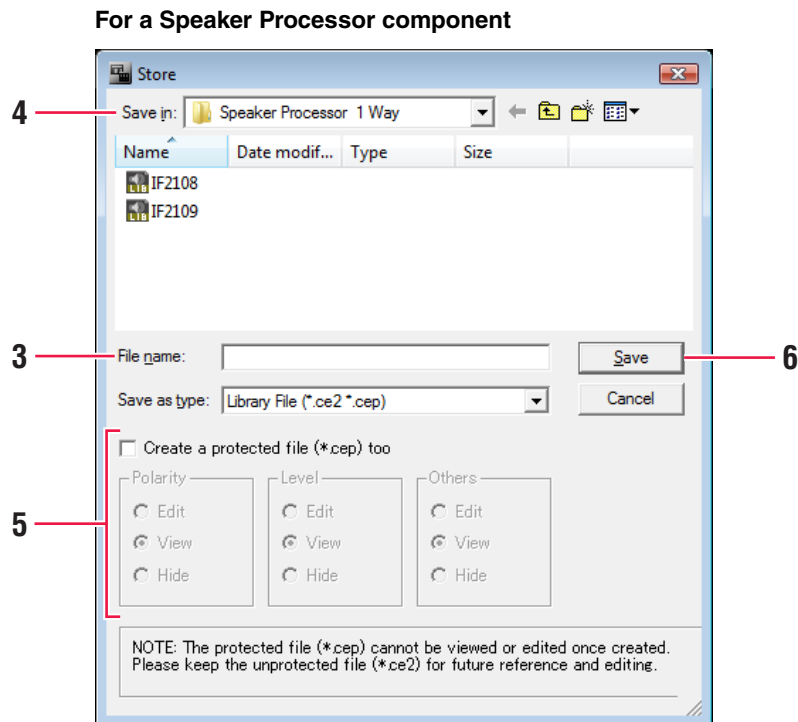 For a Speaker Processor component
Store
4
Save in: Speaker Processor 1 Way
Name Date modif... Type Size
IF2108
IF2109
3
File name:
Save
6
Save as type: Library File (*.ce2 *.cep)
Cancel
5
Create a protected file (*.cep) too
Polarity Level Others
Edit Edit Edit
View View View
Hide Hide Hide
NOTE: The protected file (*.cep) cannot be viewed or edited once created.
Please keep the unprotected file (*.ce2) for future reference and editing.